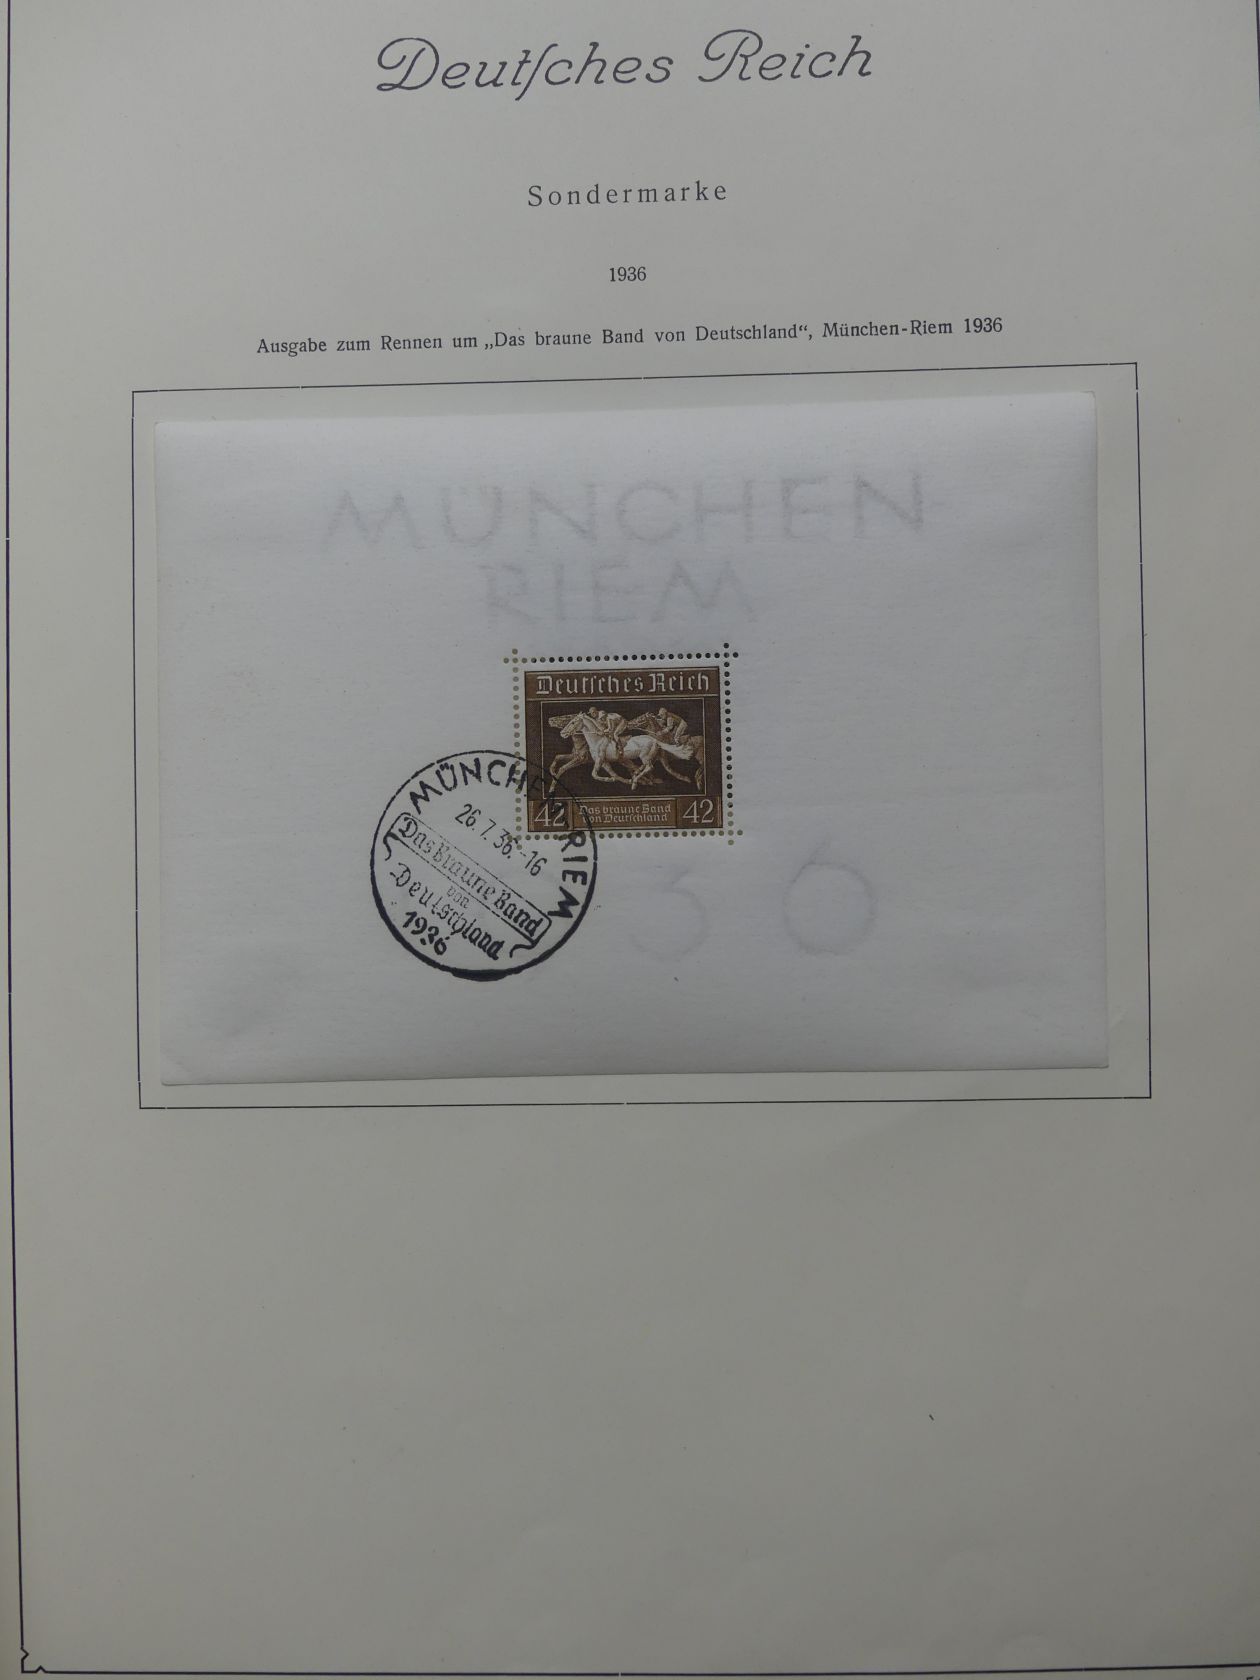 Deutſches Reich
Sondermarke
1936
Ausgabe zum Rennen um „Das braune Band von Deutschland“, München-Riem 1936
MÜNCHEN
RIEM
Deutſches Reich
42 Das braune Band 42
von Deutschland
MÜNCHEN-RIEM
26.7.36.-16
Das Braune Band
von
Deutschland
1936
36